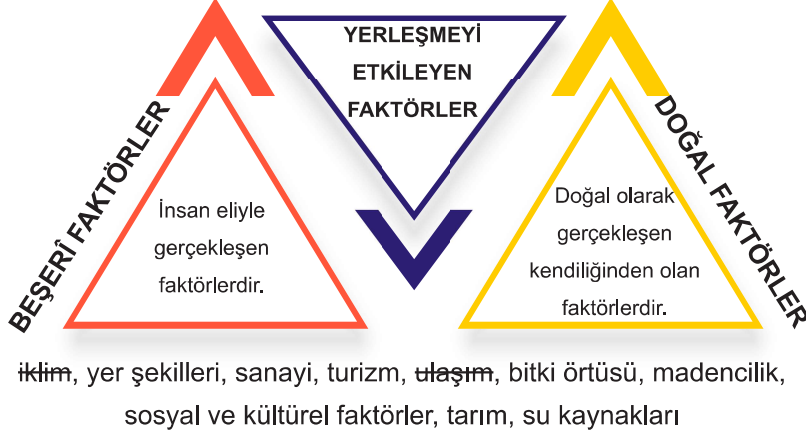 YERLEŞMEYİ
ETKİLEYEN
FAKTÖRLER
BEŞERÎ FAKTÖRLER
İnsan eliyle
gerçekleşen
faktörlerdir.
DOĞAL FAKTÖRLER
Doğal olarak
gerçekleşen
kendiliğinden olan
faktörlerdir.
iklim, yer şekilleri, sanayi, turizm, ulaşım, bitki örtüsü, madencilik,
sosyal ve kültürel faktörler, tarım, su kaynakları